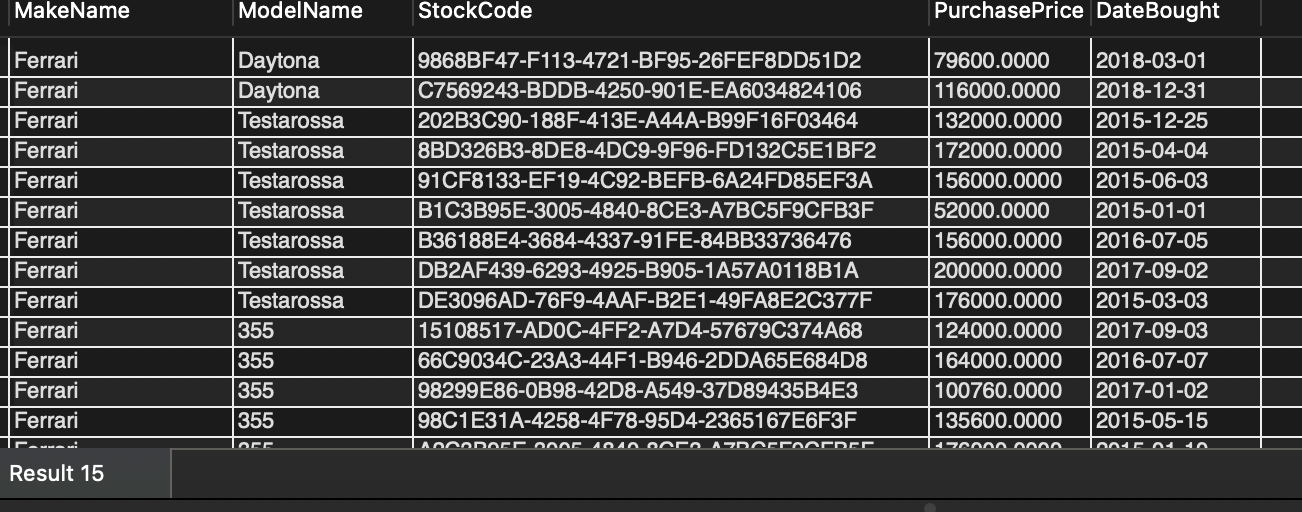 MakeName ModelName StockCode PurchasePrice DateBought
Ferrari Daytona 9868BF47-F113-4721-BF95-26FEF8DD51D2 79600.0000 2018-03-01
Ferrari Daytona C7569243-BDDB-4250-901E-EA6034824106 116000.0000 2018-12-31
Ferrari Testarossa 202B3C90-188F-413E-A44A-B99F16F03464 132000.0000 2015-12-25
Ferrari Testarossa 8BD326B3-8DE8-4DC9-9F96-FD132C5E1BF2 172000.0000 2015-04-04
Ferrari Testarossa 91CF8133-EF19-4C92-BEFB-6A24FD85EF3A 156000.0000 2015-06-03
Ferrari Testarossa B1C3B95E-3005-4840-8CE3-A7BC5F9CFB3F 52000.0000 2015-01-01
Ferrari Testarossa B36188E4-3684-4337-91FE-84BB33736476 156000.0000 2016-07-05
Ferrari Testarossa DB2AF439-6293-4925-B905-1A57A0118B1A 200000.0000 2017-09-02
Ferrari Testarossa DE3096AD-76F9-4AAF-B2E1-49FA8E2C377F 176000.0000 2015-03-03
Ferrari 355 15108517-AD0C-4FF2-A7D4-57679C374A68 124000.0000 2017-09-03
Ferrari 355 66C9034C-23A3-44F1-B946-2DDA65E684D8 164000.0000 2016-07-07
Ferrari 355 98299E86-0B98-42D8-A549-37D89435B4E3 100760.0000 2017-01-02
Ferrari 355 98C1E31A-4258-4F78-95D4-2365167E6F3F 135600.0000 2015-05-15
Ferrari 355
Result 15